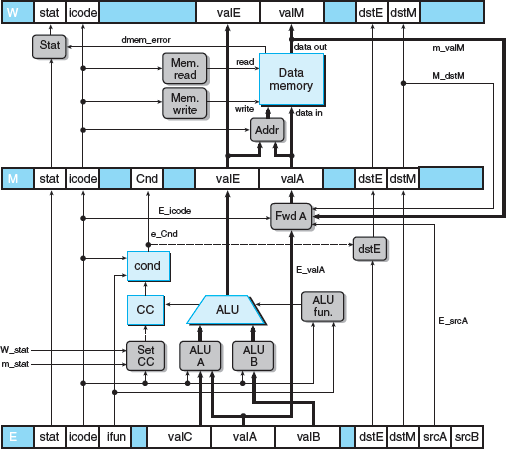 W stat icode valE valM dstE dstM
dmem_error
Stat
data out
m_valM
Mem.
read
read
Data
memory
M_dstM
Mem.
write
write
data in
Addr
M stat icode Cnd valE valA dstE dstM
E_icode
Fwd A
e_Cnd
dstE
cond
E_valA
CC
ALU
ALU
fun.
E_srcA
W_stat
m_stat
Set
CC
ALU
A
ALU
B
E stat icode ifun valC valA valB dstE dstM srcA srcB